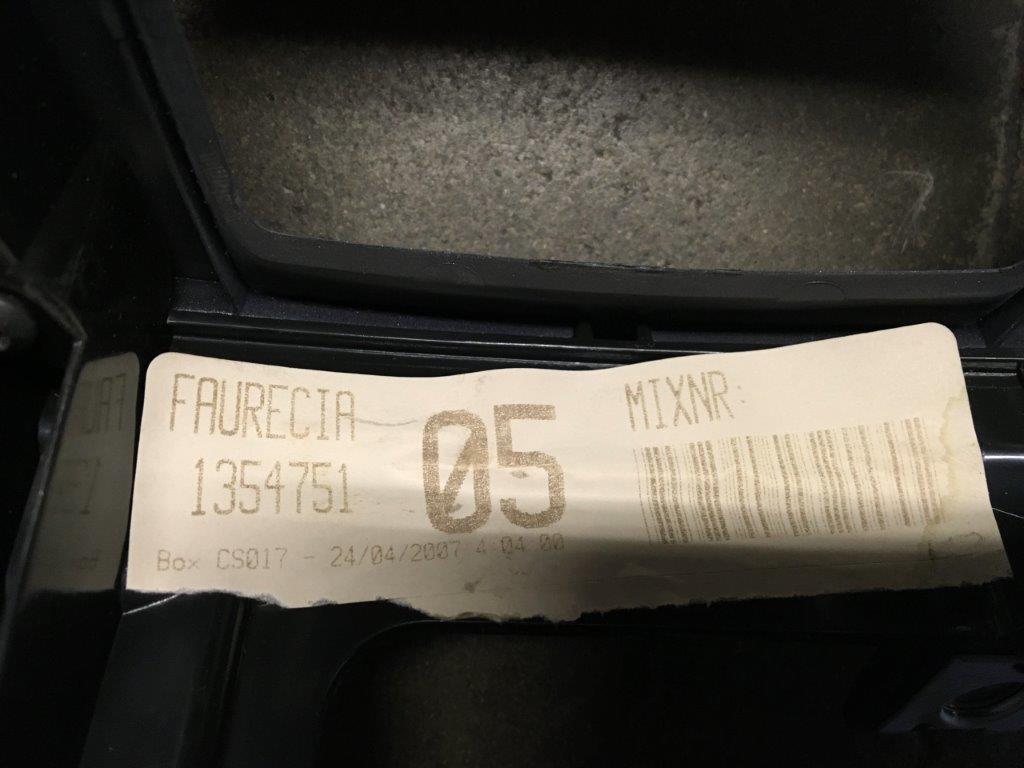 FAURECIA
1354751
05
MIXNR:
Box CS017 - 24/04/2007 4:04:00